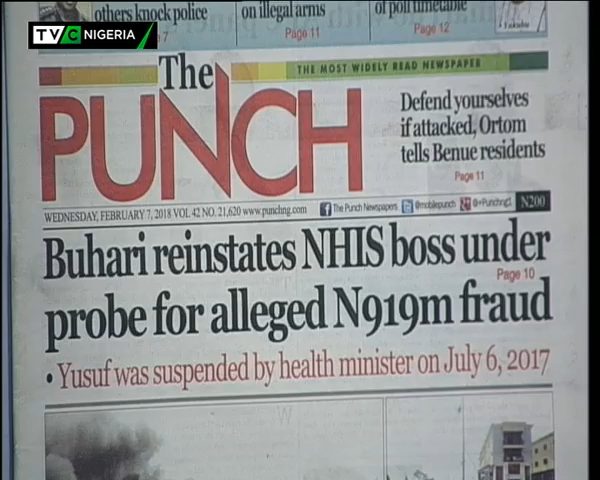 others knock police
on illegal arms
of poll timetable
7
Page 11
Page 12
TVC NIGERIA
The
PUNCH
THE MOST WIDELY READ NEWSPAPER
Defend yourselves
if attacked, Ortom
tells Benue residents
Page 11
WEDNESDAY, FEBRUARY 7, 2018 VOL 42 NO. 21,620 www.punchng.com
The Punch Newspapers
@mobilepunch
N200
Buhari reinstates NHIS boss under
Page 10
probe for alleged N919m fraud
• Yusuf was suspended by health minister on July 6, 2017